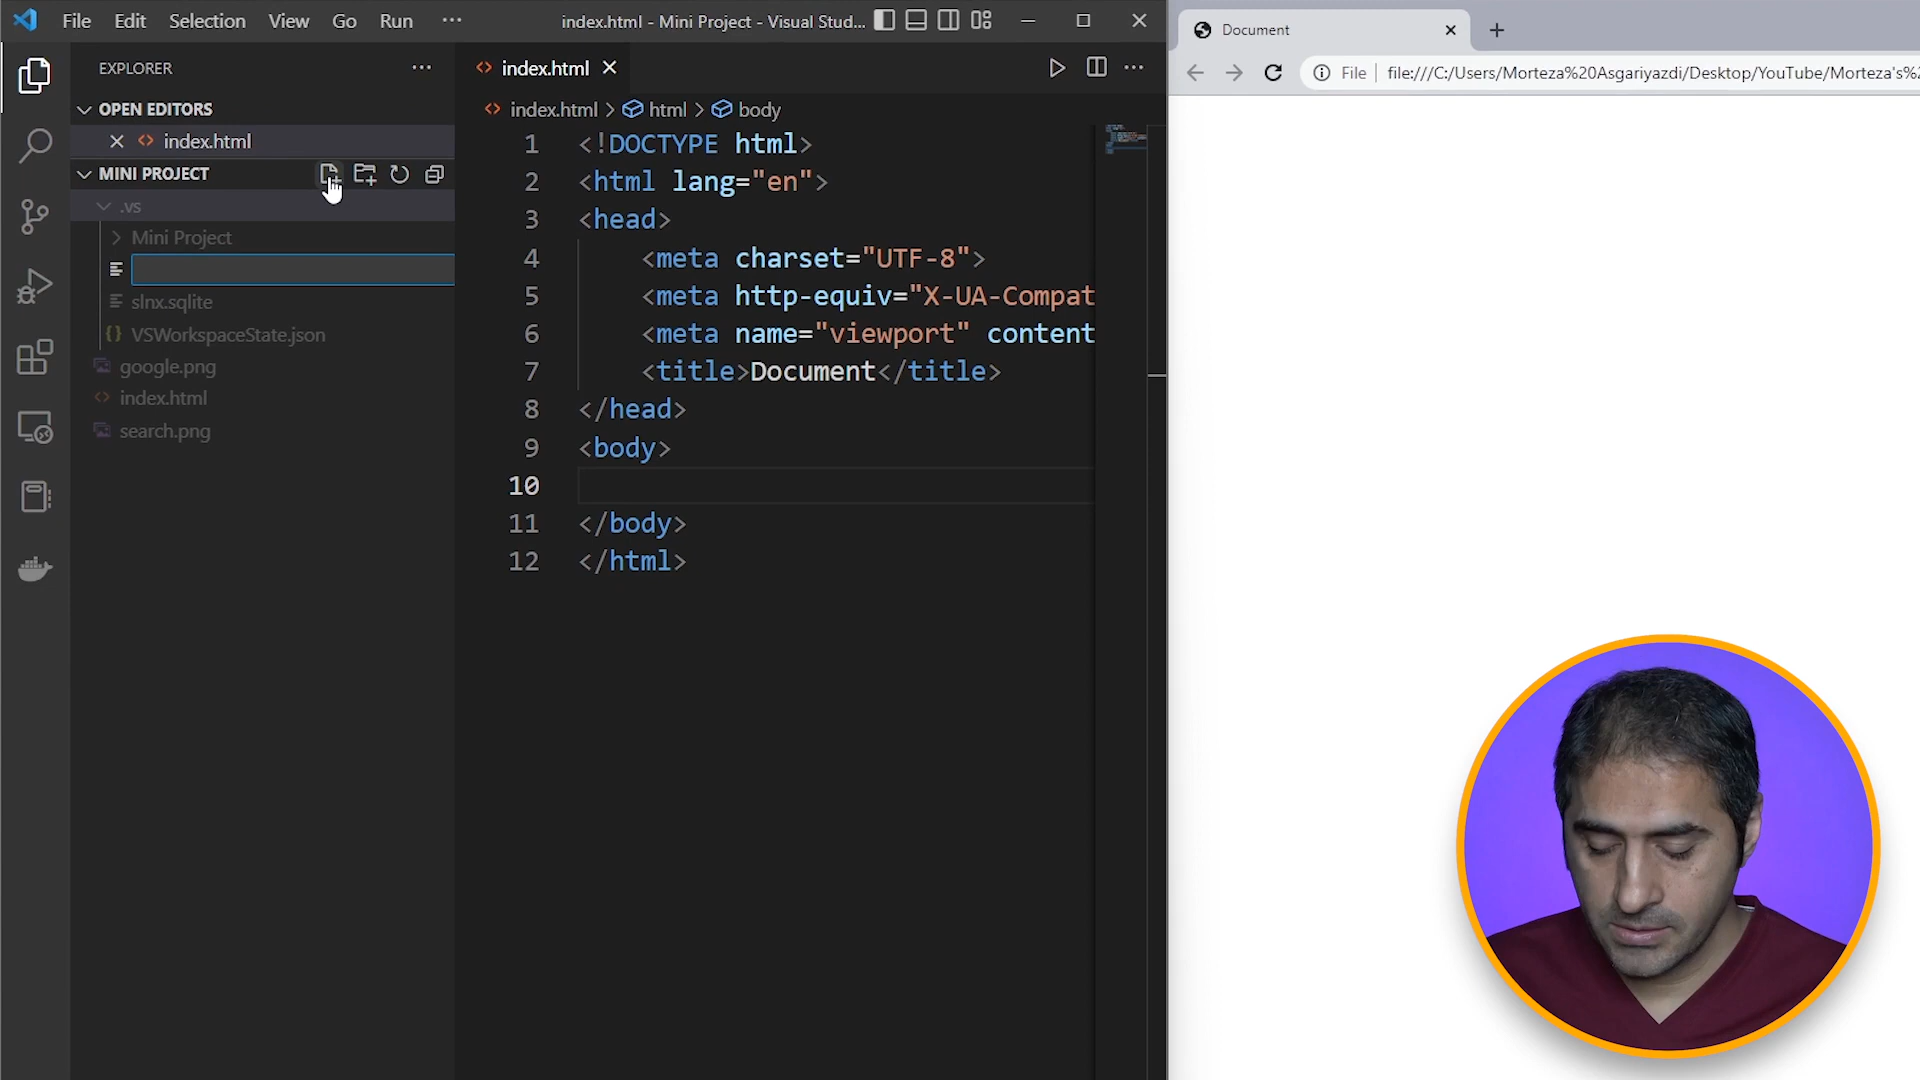 File Edit Selection View Go Run ··· index.html - Mini Project - Visual Stud...
Document
File file:///C:/Users/Morteza%20Asgariyazdi/Desktop/YouTube/Morteza's%2
EXPLORER
OPEN EDITORS
index.html
MINI PROJECT
.vs
Mini Project
slnx.sqlite
VSWorkspaceState.json
google.png
index.html
search.png
index.html
index.html > html > body
1 <!DOCTYPE html>
2 <html lang="en">
3 <head>
4 <meta charset="UTF-8">
5 <meta http-equiv="X-UA-Compat
6 <meta name="viewport" content
7 <title>Document</title>
8 </head>
9 <body>
10
11 </body>
12 </html>